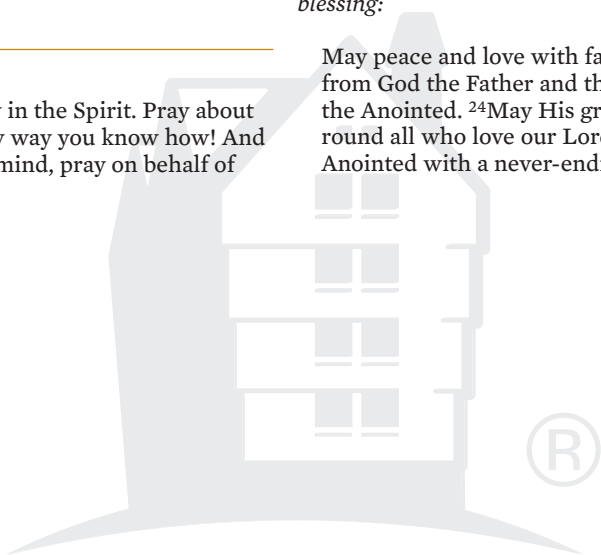 in the Spirit. Pray about
way you know how! And
mind, pray on behalf of
blessing:
May peace and love with fa
from God the Father and th
the Anointed. ²⁴May His gr
round all who love our Lor
Anointed with a never-endi
®